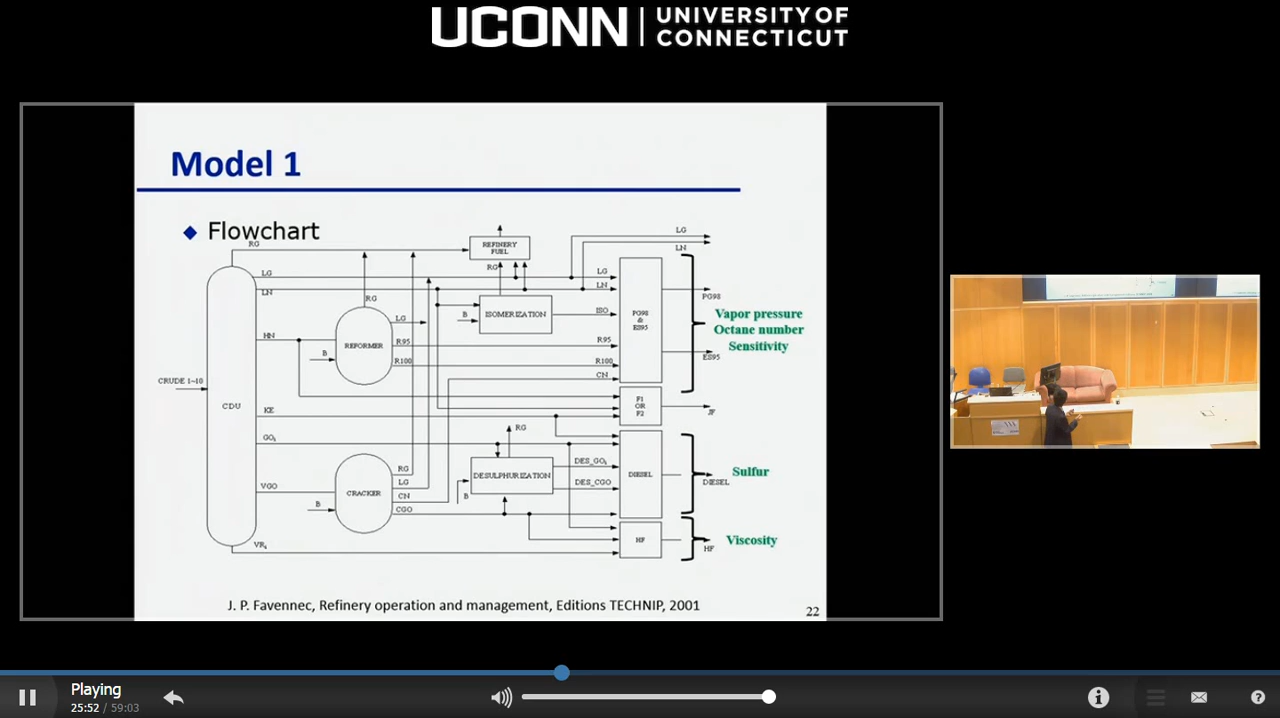 UCONN | UNIVERSITY OF CONNECTICUT
Model 1
Flowchart
RG
REFINERY FUEL
LG
LN
LG
LN
RG
RG
LG
LN
B
ISOMERIZATION
ISO
PG98 & ES95
PG98
Vapor pressure
Octane number
Sensitivity
HN
REFORMER
LG
R95
R95
B
R100
R100
ES95
CN
CRUDE 1~10
CDU
F1 OR F2
JF
KE
RG
GO₁
DES_GO₁
CRACKER
RG
DESULPHURIZATION
DIESEL
Sulfur
LG
DES_CGO
DIESEL
VGO
CN
B
B
CGO
HF
Viscosity
VR₁
HF
J. P. Favennec, Refinery operation and management, Editions TECHNIP, 2001
22
Playing
25:52 / 59:03